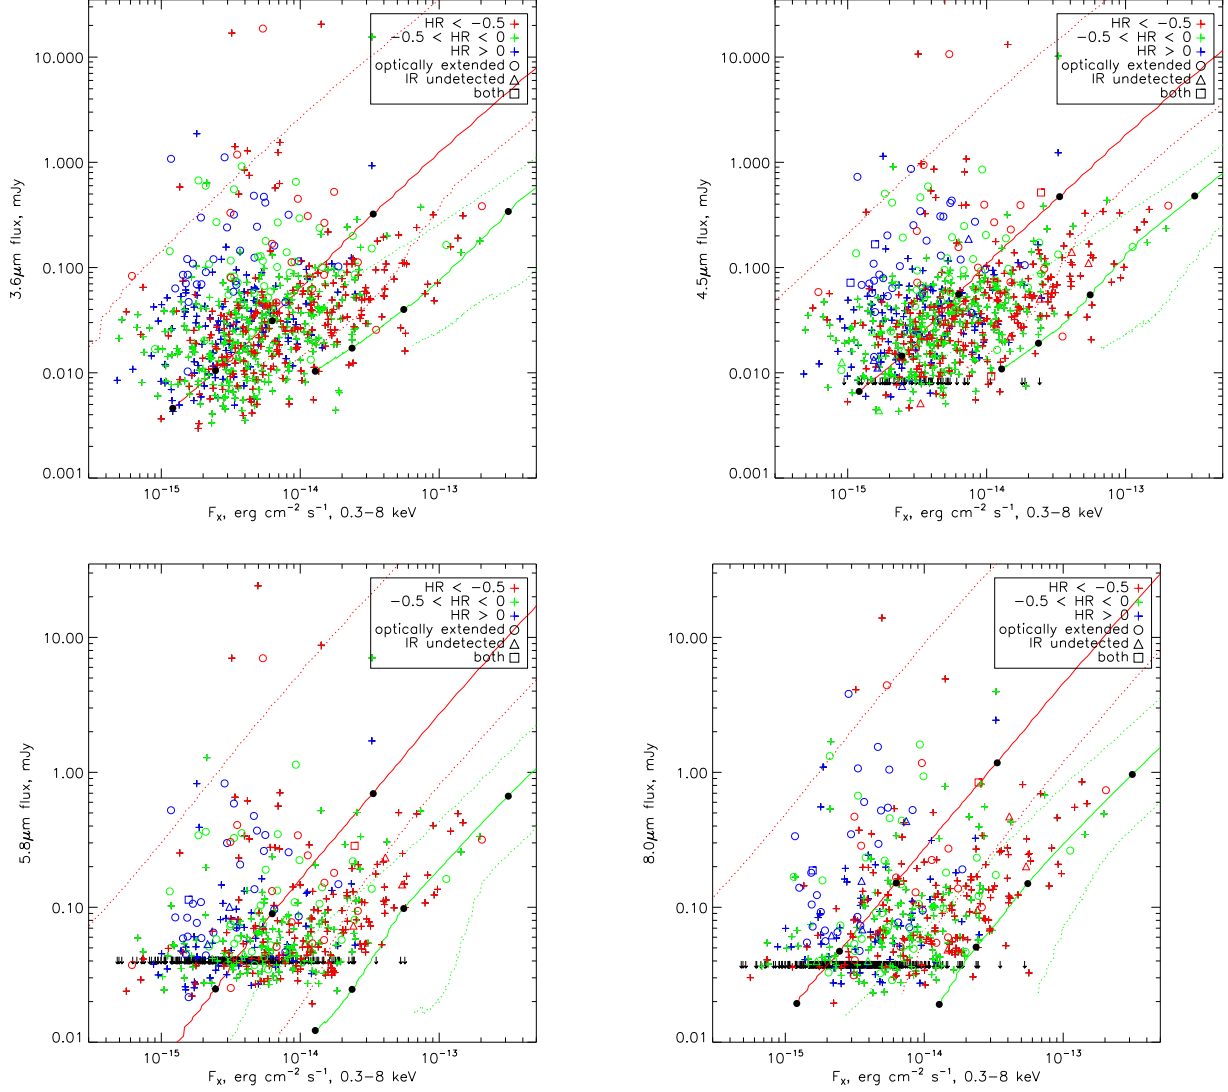 HR < −0.5 +
−0.5 < HR < 0 +
HR > 0 +
optically extended ○
IR undetected △
both □
10.000
1.000
0.100
0.010
0.001
3.6μm flux, mJy
10⁻¹⁵ 10⁻¹⁴ 10⁻¹³
Fₓ, erg cm⁻² s⁻¹, 0.3−8 keV
HR < −0.5 +
−0.5 < HR < 0 +
HR > 0 +
optically extended ○
IR undetected △
both □
10.000
1.000
0.100
0.010
0.001
4.5μm flux, mJy
10⁻¹⁵ 10⁻¹⁴ 10⁻¹³
Fₓ, erg cm⁻² s⁻¹, 0.3−8 keV
HR < −0.5 +
−0.5 < HR < 0 +
HR > 0 +
optically extended ○
IR undetected △
both □
10.00
1.00
0.10
0.01
5.8μm flux, mJy
10⁻¹⁵ 10⁻¹⁴ 10⁻¹³
Fₓ, erg cm⁻² s⁻¹, 0.3−8 keV
HR < −0.5 +
−0.5 < HR < 0 +
HR > 0 +
optically extended ○
IR undetected △
both □
10.00
1.00
0.10
0.01
8.0μm flux, mJy
10⁻¹⁵ 10⁻¹⁴ 10⁻¹³
Fₓ, erg cm⁻² s⁻¹, 0.3−8 keV